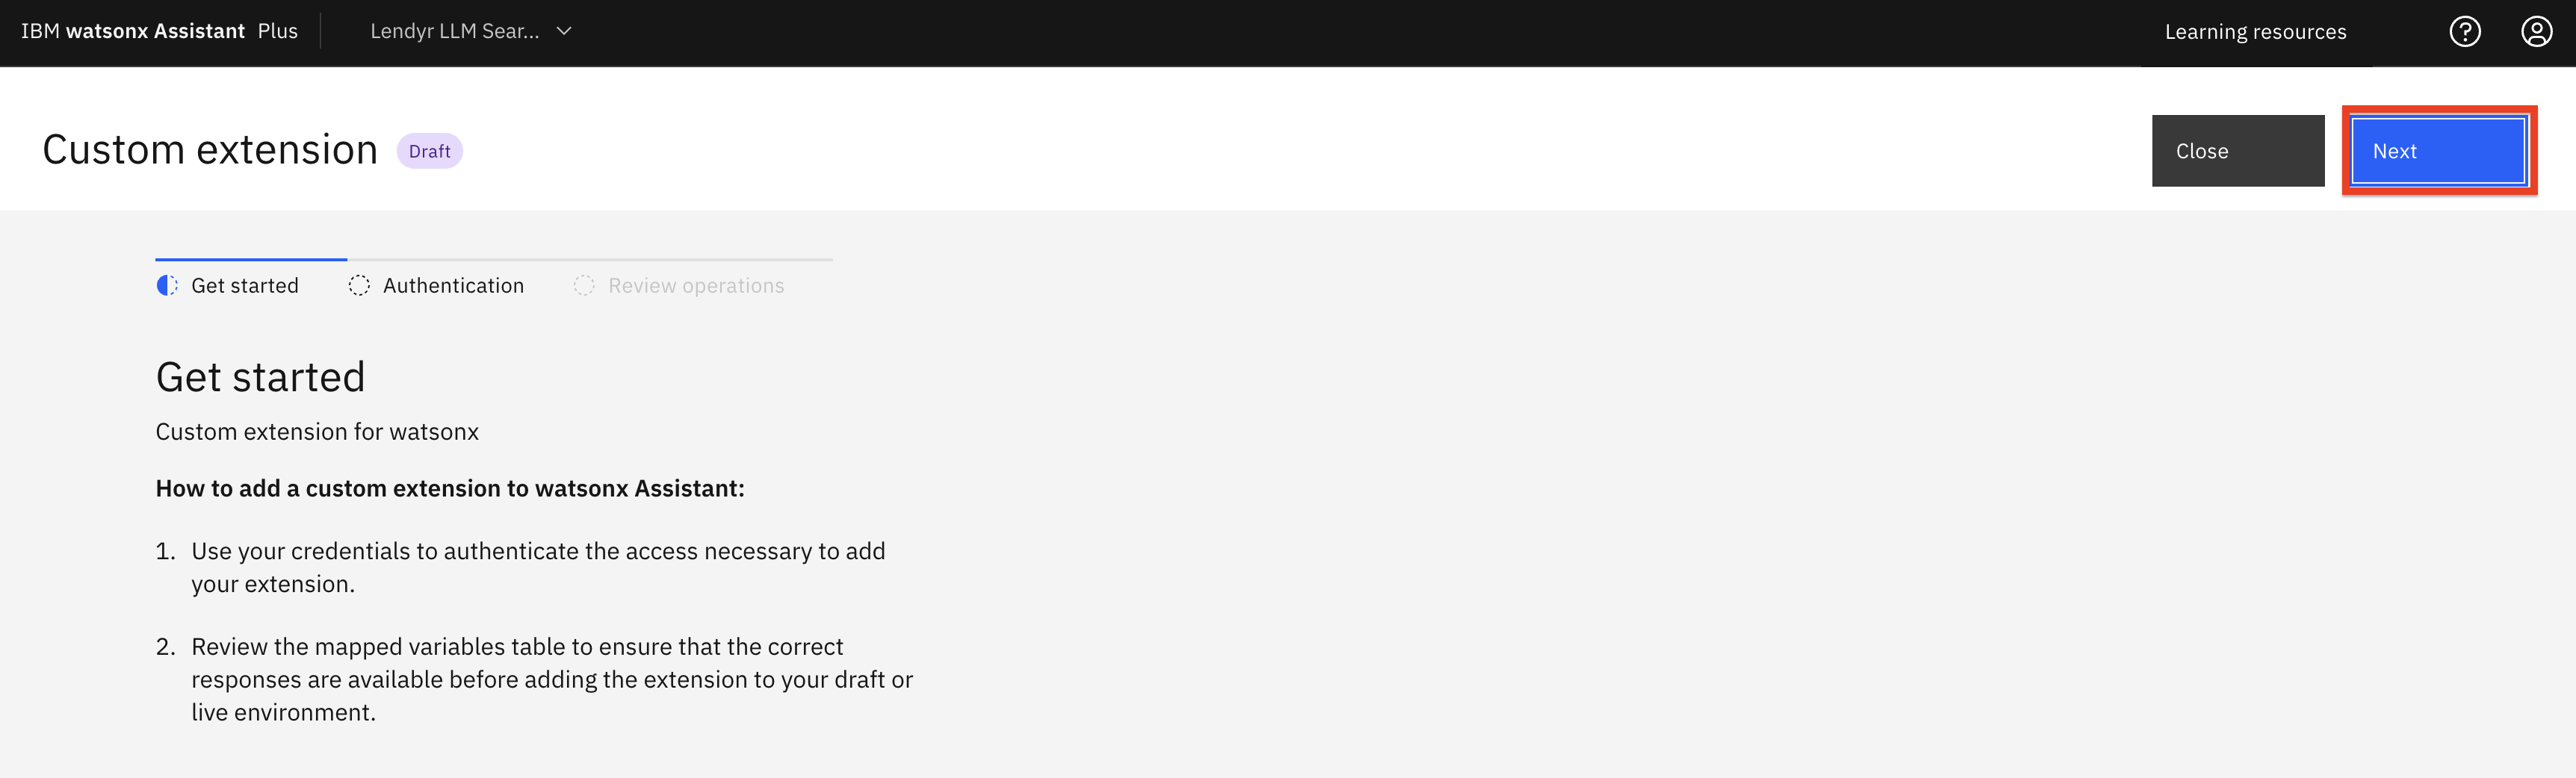 IBM watsonx Assistant Plus
Lendyr LLM Sear...
Learning resources
Custom extension
Draft
Close
Next
Get started
Authentication
Review operations
Get started
Custom extension for watsonx
How to add a custom extension to watsonx Assistant:
1. Use your credentials to authenticate the access necessary to add
your extension.
2. Review the mapped variables table to ensure that the correct
responses are available before adding the extension to your draft or
live environment.